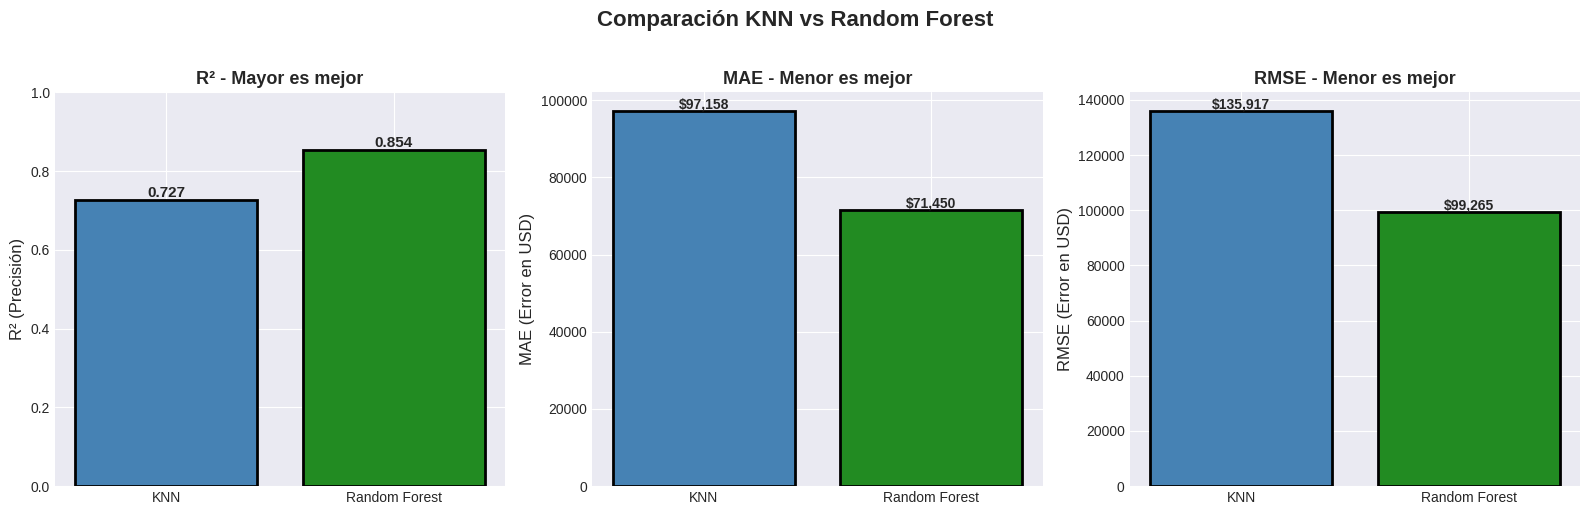 Comparación KNN vs Random Forest
R² - Mayor es mejor
R² (Precisión)
1.0
0.8
0.6
0.4
0.2
0.0
0.727
0.854
KNN
Random Forest
MAE - Menor es mejor
MAE (Error en USD)
100000
80000
60000
40000
20000
0
$97,158
$71,450
KNN
Random Forest
RMSE - Menor es mejor
RMSE (Error en USD)
140000
120000
100000
80000
60000
40000
20000
0
$135,917
$99,265
KNN
Random Forest